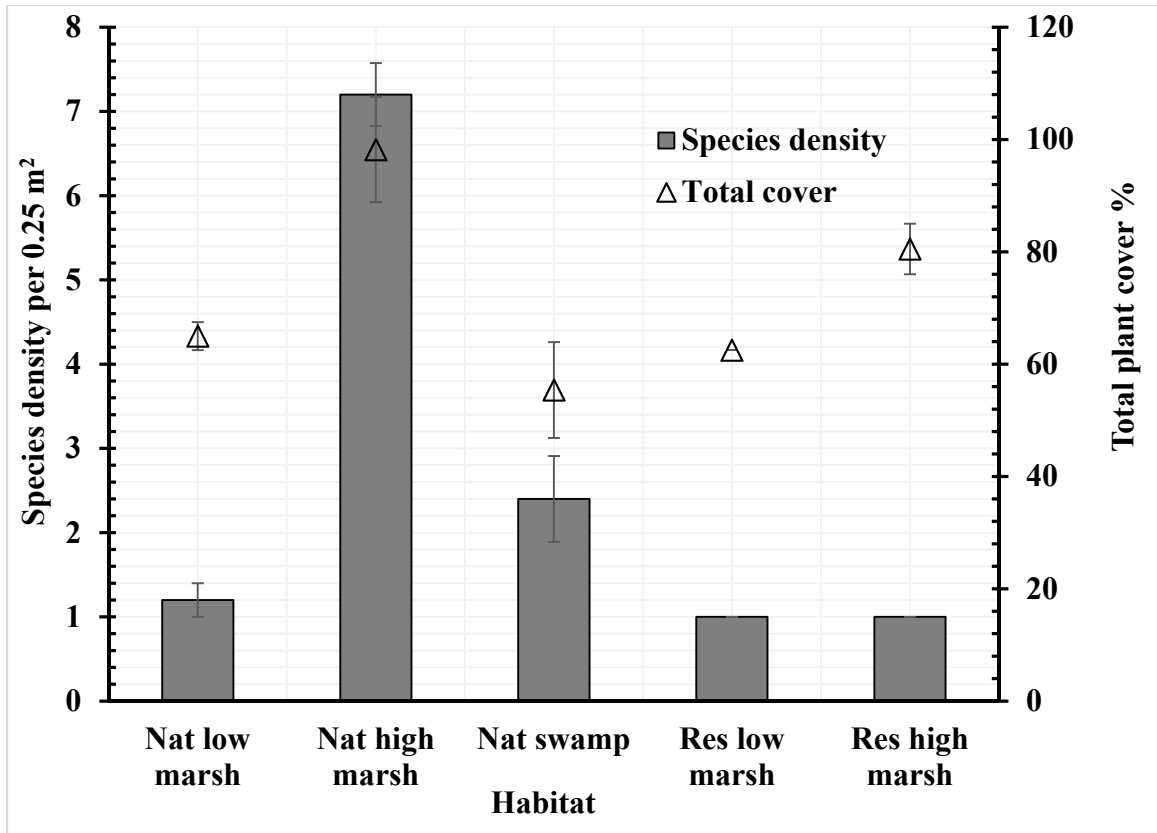 8
7
6
5
4
3
2
1
0
Species density per 0.25 m²
120
100
80
60
40
20
0
Total plant cover %
Species density
Total cover
Nat low
marsh
Nat high
marsh
Nat swamp
Res low
marsh
Res high
marsh
Habitat